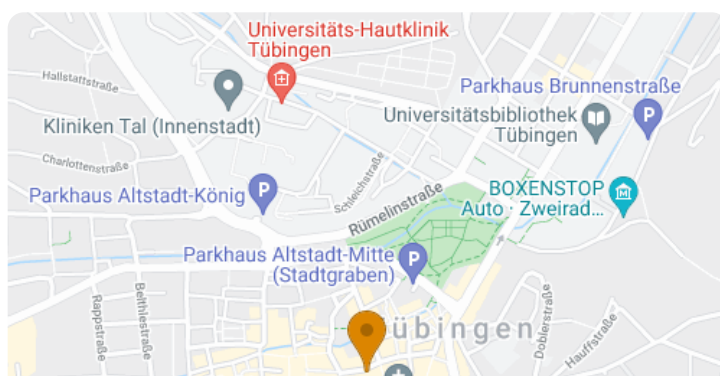 Universitäts-Hautklinik
Tübingen
Hallstattstraße
Parkhaus Brunnenstraße
Universitätsbibliothek
Tübingen
Kliniken Tal (Innenstadt)
Charlottenstraße
Schleichstraße
Parkhaus Altstadt-König
P
P
Rümelinstraße
BOXENSTOP
Auto - Zweirad...
Parkhaus Altstadt-Mitte
(Stadtgraben)
P
Rappstraße
Belthlestraße
übingen
Doblerstraße
Hauffstraße